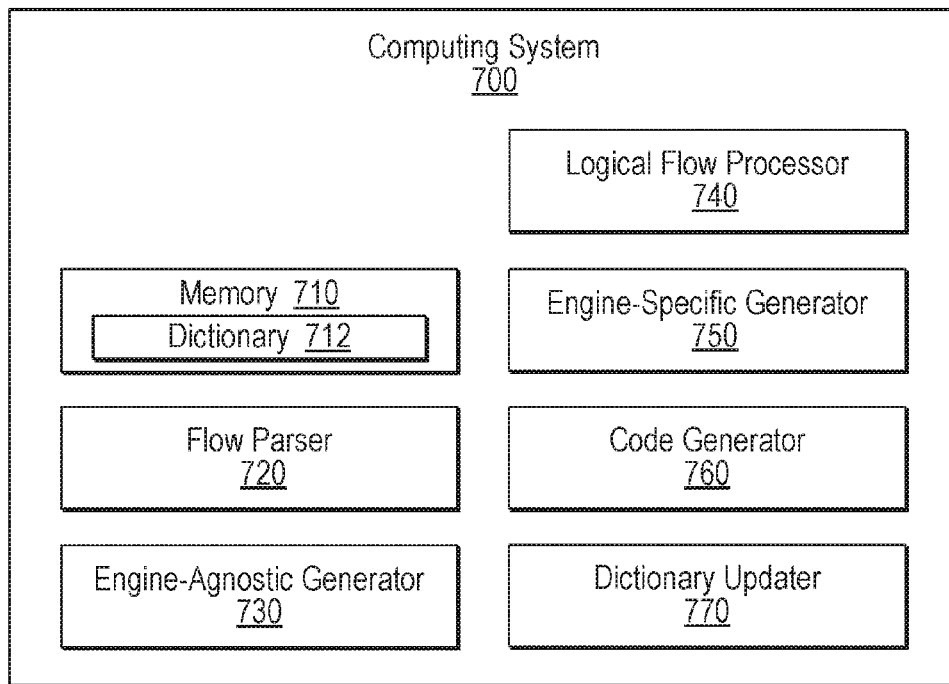 Computing System
700
Logical Flow Processor
740
Memory 710
Dictionary 712
Engine-Specific Generator
750
Flow Parser
720
Code Generator
760
Engine-Agnostic Generator
730
Dictionary Updater
770